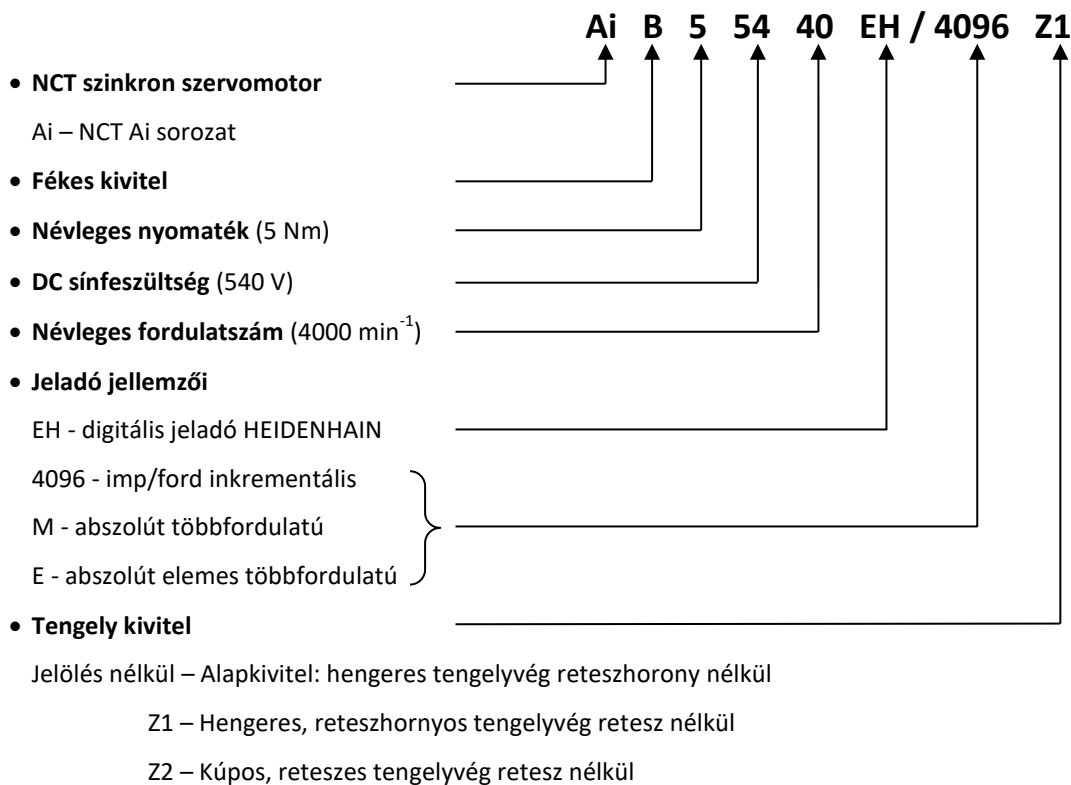 Ai B 5 54 40 EH / 4096 Z1
• NCT szinkron szervomotor
Ai – NCT Ai sorozat
• Fékes kivitel
• Névleges nyomaték (5 Nm)
• DC sínfeszültség (540 V)
• Névleges fordulatszám (4000 min-1)
• Jeladó jellemzői
EH - digitális jeladó HEIDENHAIN
4096 - imp/ford inkrementális
M - abszolút többfordulatú
E - abszolút elemes többfordulatú
• Tengely kivitel
Jelölés nélkül – Alapkivitel: hengeres tengelyvég reteszhorony nélkül
Z1 – Hengeres, reteszhornyos tengelyvég retesz nélkül
Z2 – Kúpos, reteszes tengelyvég retesz nélkül